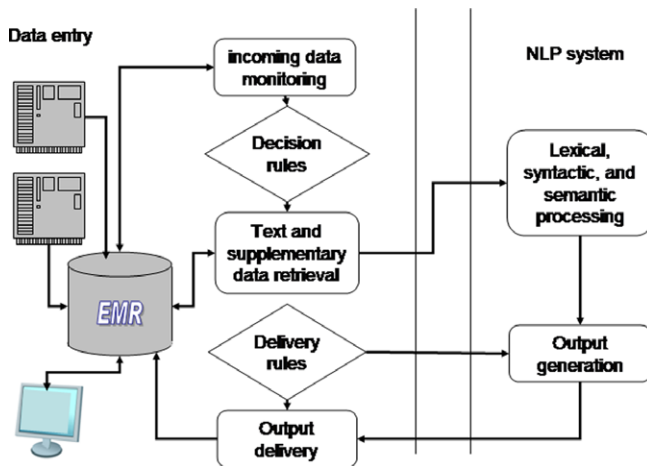 Data entry
incoming data
monitoring
NLP system
Decision
rules
Lexical,
syntactic, and
semantic
processing
Text and
supplementary
data retrieval
EMR
Delivery
rules
Output
generation
Output
delivery